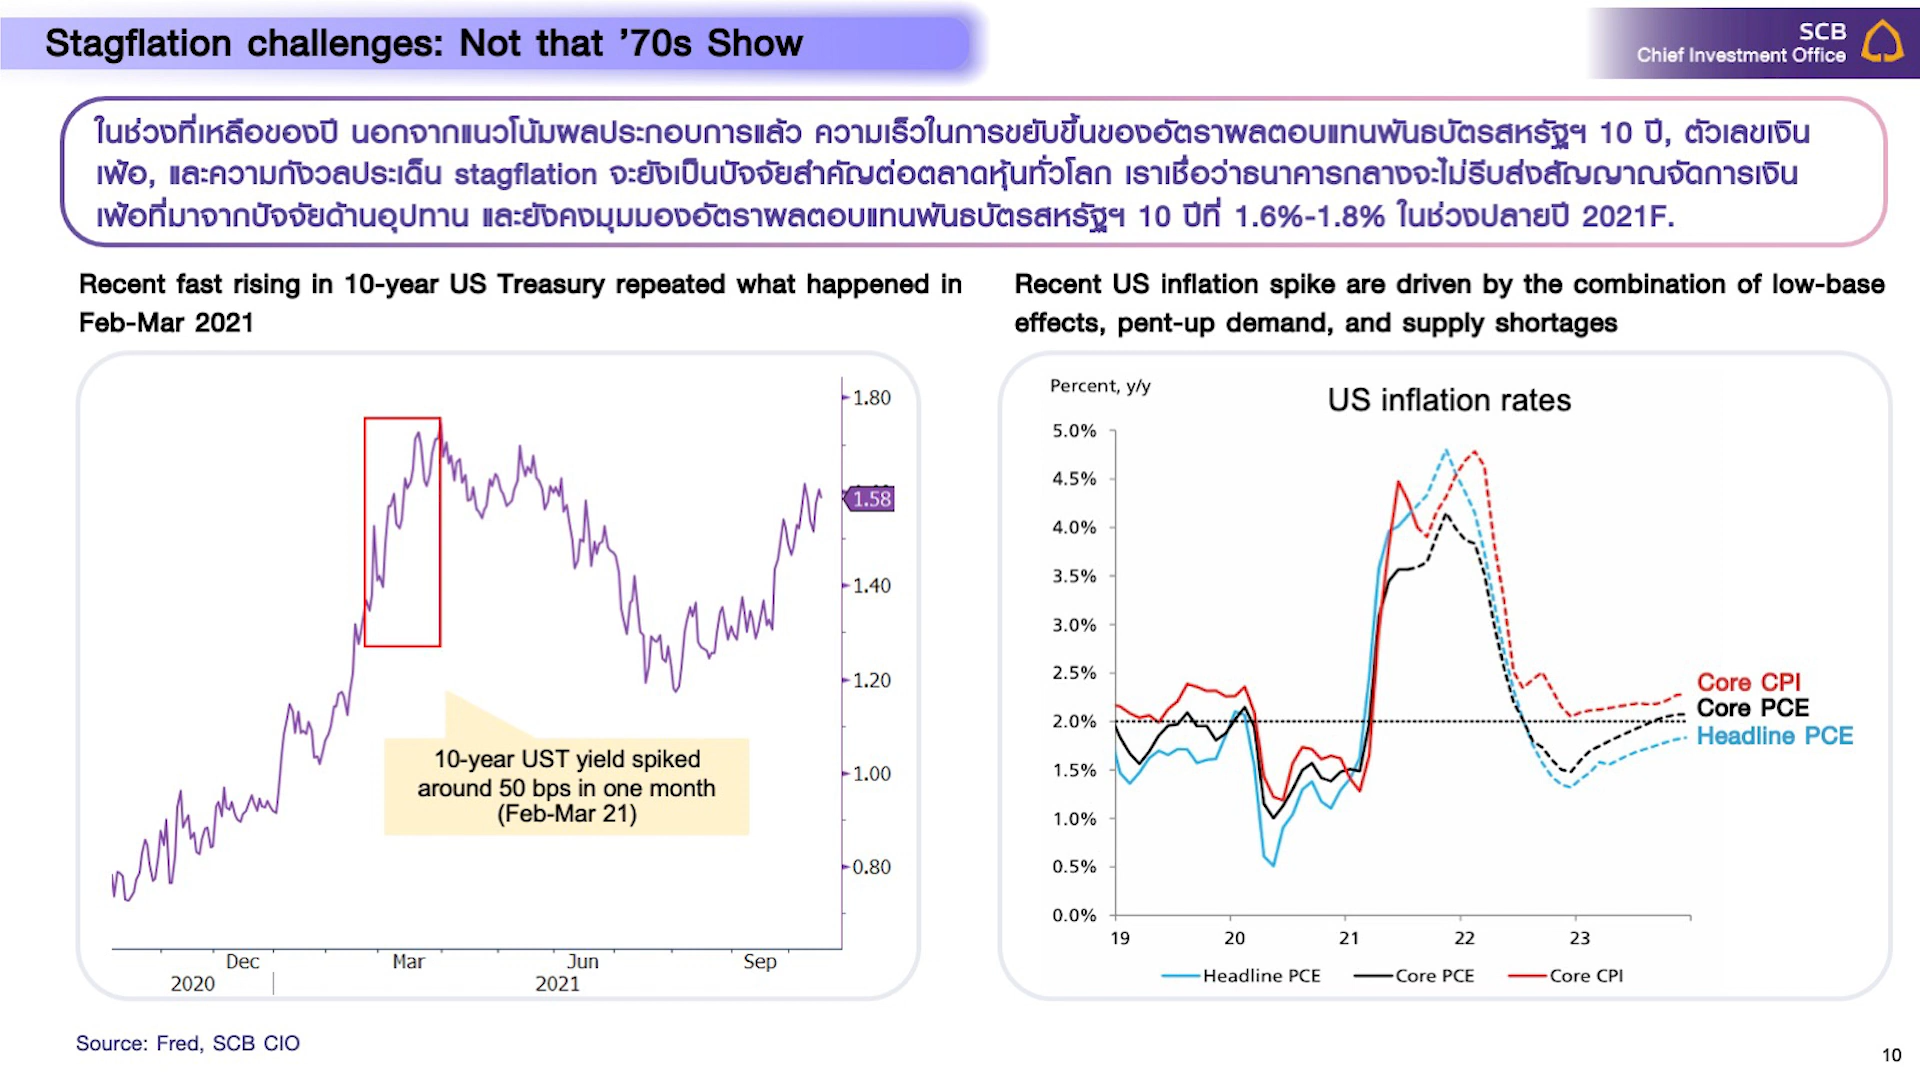 Stagflation challenges: Not that ’70s Show
SCB
Chief Investment Office
ในช่วงที่เหลือของปี นอกจากแนวโน้มผลประกอบการแล้ว ความเร็วในการขยับขึ้นของอัตราผลตอบแทนพันธบัตรสหรัฐฯ 10 ปี, ตัวเลขเงิน
เฟ้อ, และความกังวลประเด็น stagflation จะยังเป็นปัจจัยสำคัญต่อตลาดหุ้นทั่วโลก เราเชื่อว่าธนาคารกลางจะไม่รีบส่งสัญญาณจัดการเงิน
เฟ้อที่มาจากปัจจัยด้านอุปทาน และยังคงมุมมองอัตราผลตอบแทนพันธบัตรสหรัฐฯ 10 ปีที่ 1.6%-1.8% ในช่วงปลายปี 2021F.
Recent fast rising in 10-year US Treasury repeated what happened in
Feb-Mar 2021
1.80
1.58
1.40
1.20
1.00
0.80
10-year UST yield spiked
around 50 bps in one month
(Feb-Mar 21)
Dec Mar Jun Sep
2020 2021
Recent US inflation spike are driven by the combination of low-base
effects, pent-up demand, and supply shortages
Percent, y/y
US inflation rates
5.0%
4.5%
4.0%
3.5%
3.0%
2.5%
2.0%
1.5%
1.0%
0.5%
0.0%
Core CPI
Core PCE
Headline PCE
19 20 21 22 23
Headline PCE Core PCE Core CPI
Source: Fred, SCB CIO
10